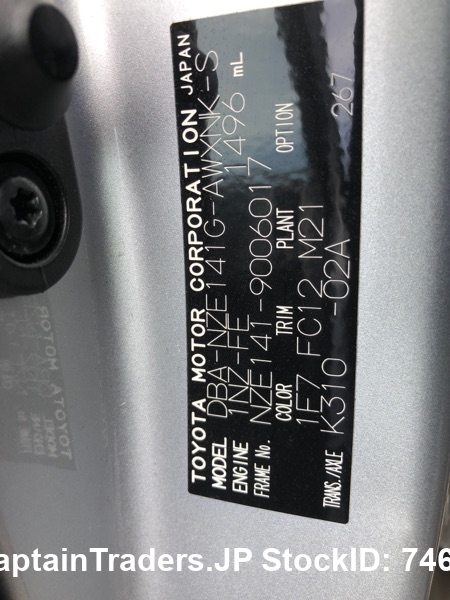 TOYOTA MOTOR CORPORATION JAPAN
MODEL DBA-NZE141G-AWXNK-S
ENGINE 1NZ-FE 1496 mL
FRAME No. NZE141-9006017
COLOR TRIM PLANT OPTION
1F7 FC12 M21 267
TRANS./AXLE K310 -02A
aptainTraders.JP StockID: 746